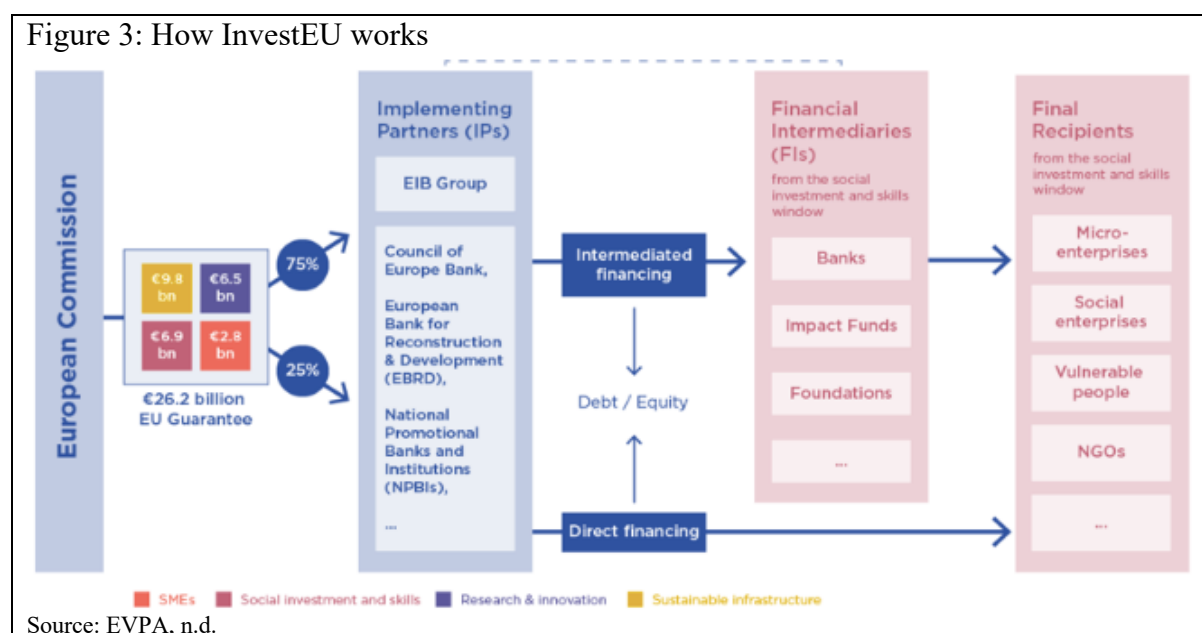 Figure 3: How InvestEU works
European Commission
€9.8
bn
€6.5
bn
€6.9
bn
€2.8
bn
€26.2 billion
EU Guarantee
75%
25%
Implementing
Partners (IPs)
EIB Group
Council of
Europe Bank,
European
Bank for
Reconstruction
& Development
(EBRD),
National
Promotional
Banks and
Institutions
(NPBIs),
...
Intermediated
financing
Debt / Equity
Direct financing
Financial
Intermediaries
(FIs)
from the social
investment and skills
window
Banks
Impact Funds
Foundations
...
Final
Recipients
from the social
investment and skills
window
Micro-
enterprises
Social
enterprises
Vulnerable
people
NGOs
...
SMEs
Social investment and skills
Research & innovation
Sustainable infrastructure
Source: EVPA, n.d.